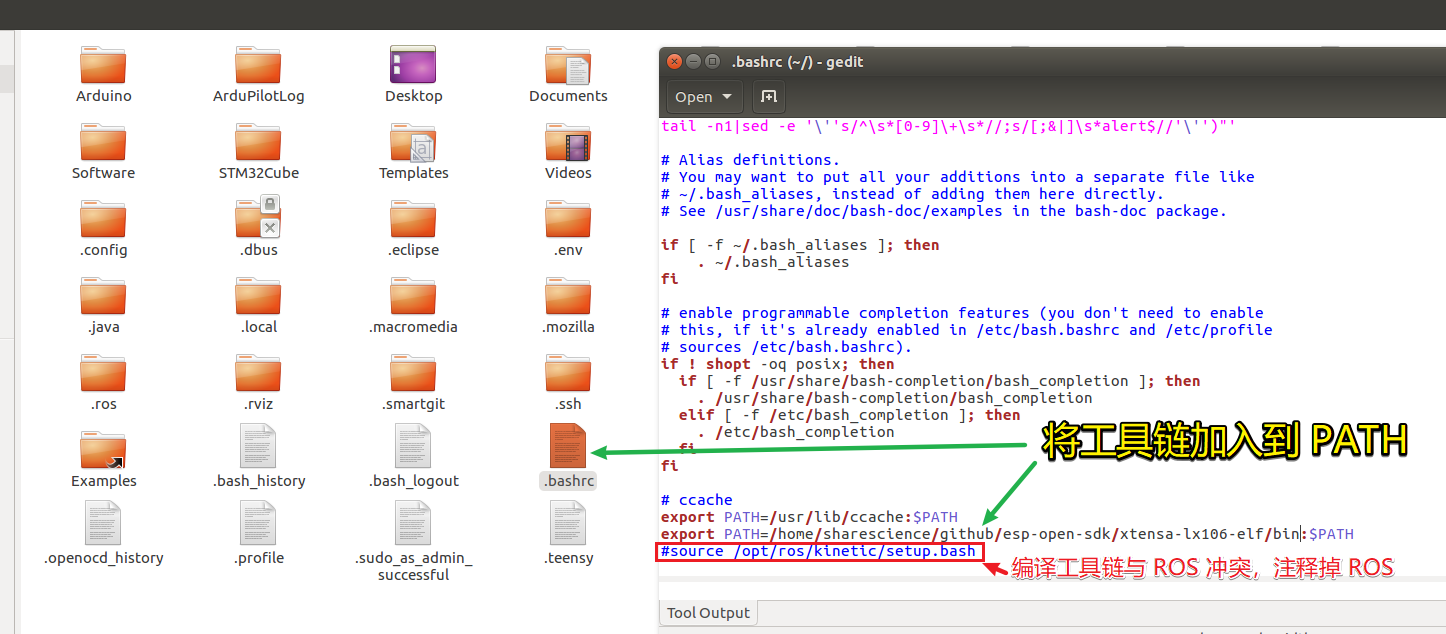 Arduino
ArduPilotLog
Desktop
Documents
Software
STM32Cube
Templates
Videos
.config
.dbus
.eclipse
.env
.java
.local
.macromedia
.mozilla
.ros
.rviz
.smartgit
.ssh
Examples
.bash_history
.bash_logout
.bashrc
.openocd_history
.profile
.sudo_as_admin_
successful
.teensy
.bashrc (~/) - gedit
Open
tail -n1|sed -e '\''s/^\s*[0-9]\+\s*//;s/[;&|]\s*alert$//'\'')"'
# Alias definitions.
# You may want to put all your additions into a separate file like
# ~/.bash_aliases, instead of adding them here directly.
# See /usr/share/doc/bash-doc/examples in the bash-doc package.
if [ -f ~/.bash_aliases ]; then
    . ~/.bash_aliases
fi
# enable programmable completion features (you don't need to enable
# this, if it's already enabled in /etc/bash.bashrc and /etc/profile
# sources /etc/bash.bashrc).
if ! shopt -oq posix; then
  if [ -f /usr/share/bash-completion/bash_completion ]; then
    . /usr/share/bash-completion/bash_completion
  elif [ -f /etc/bash_completion ]; then
    . /etc/bash_completion
  fi
fi
将工具链加入到 PATH
# ccache
export PATH=/usr/lib/ccache:$PATH
export PATH=/home/sharescience/github/esp-open-sdk/xtensa-lx106-elf/bin:$PATH
#source /opt/ros/kinetic/setup.bash
编译工具链与 ROS 冲突，注释掉 ROS
Tool Output